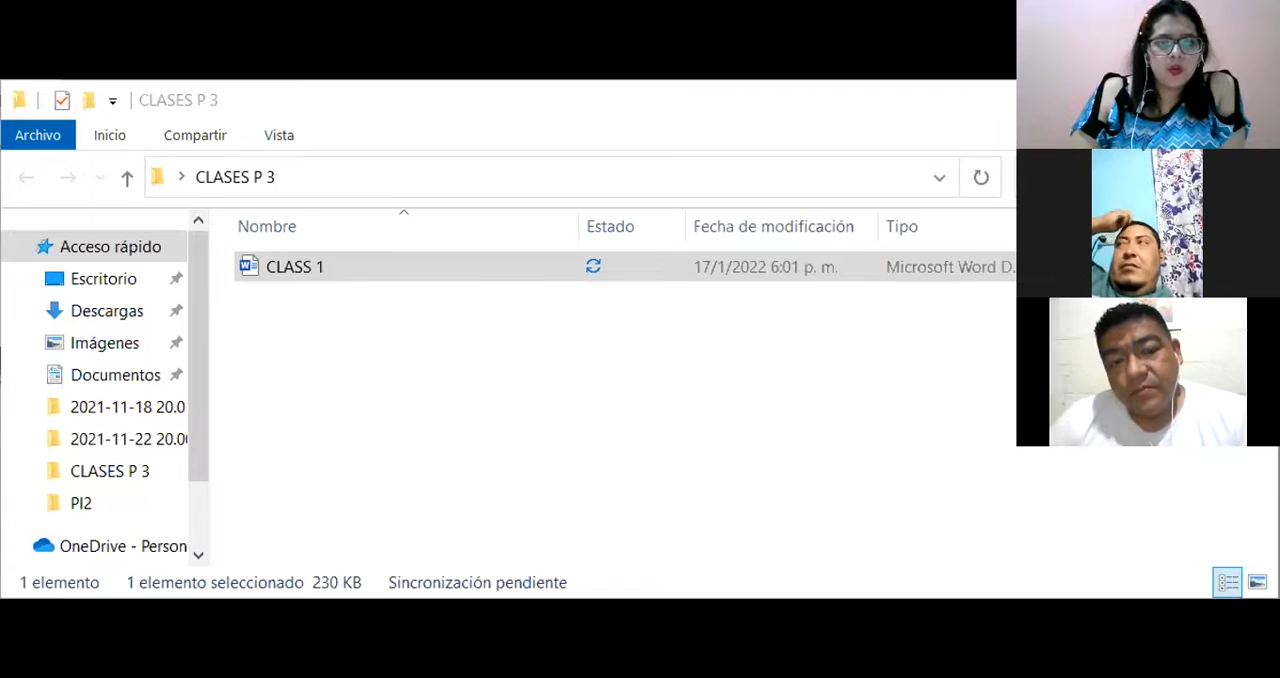 CLASES P 3
Archivo Inicio Compartir Vista
CLASES P 3
Nombre Estado Fecha de modificación Tipo
Acceso rápido
CLASS 1 17/1/2022 6:01 p. m. Microsoft Word D.
Escritorio
Descargas
Imágenes
Documentos
2021-11-18 20.0
2021-11-22 20.00
CLASES P 3
PI2
OneDrive - Person
1 elemento 1 elemento seleccionado 230 KB Sincronización pendiente